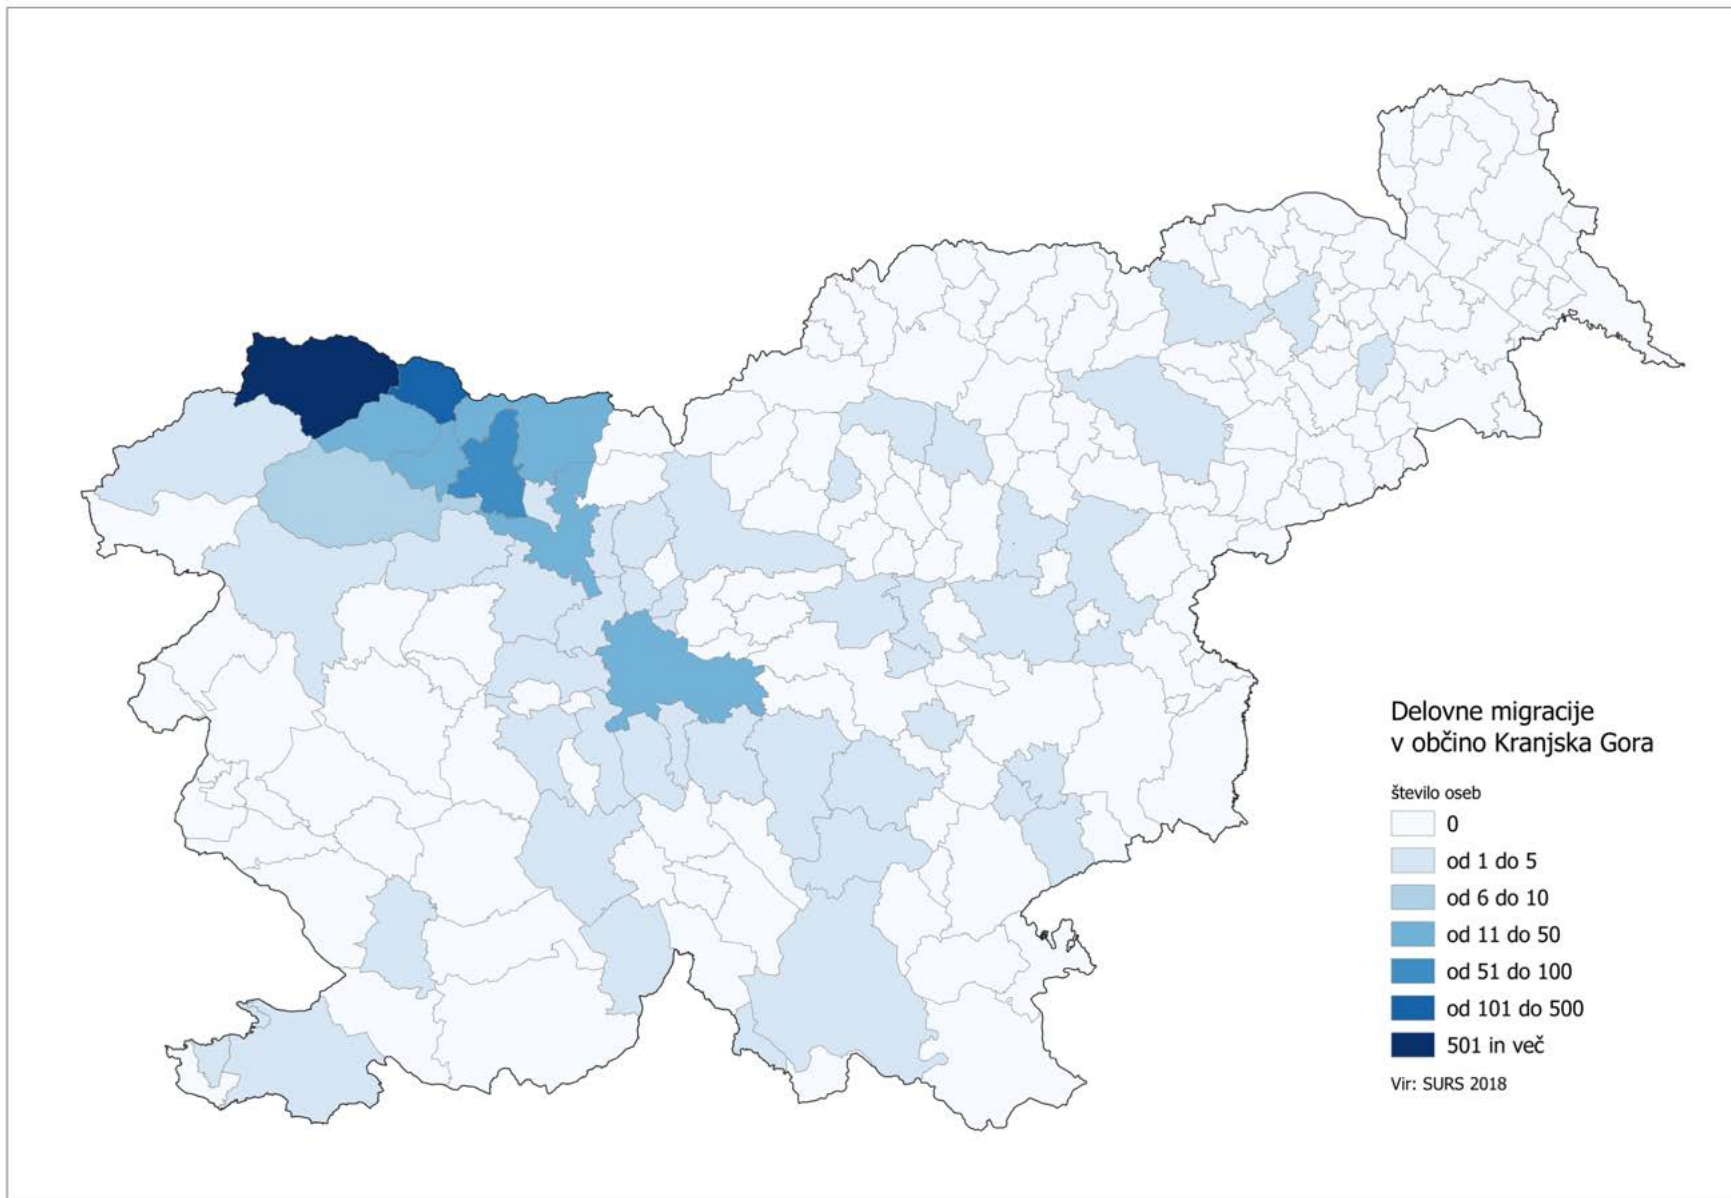 Delovne migracije
v občino Kranjska Gora
število oseb
0
od 1 do 5
od 6 do 10
od 11 do 50
od 51 do 100
od 101 do 500
501 in več
Vir: SURS 2018